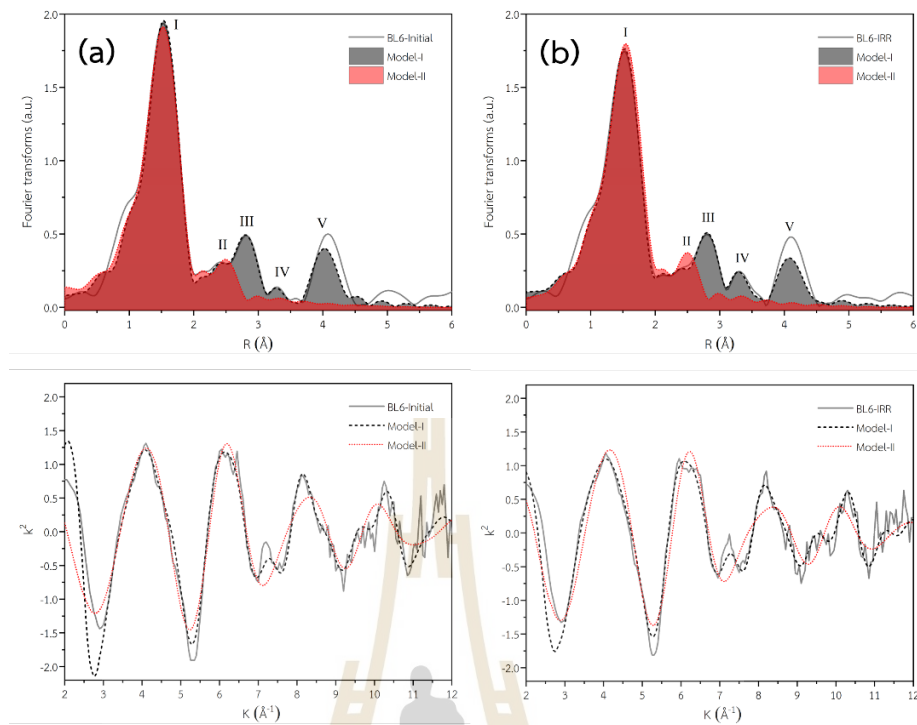 (a)
I
II
III
IV
V
BL6-Initial
Model-I
Model-II
Fourier transforms (a.u.)
2.0
1.5
1.0
0.5
0.0
0 1 2 3 4 5 6
R (Å)
(b)
I
II
III
IV
V
BL6-IRR
Model-I
Model-II
Fourier transforms (a.u.)
2.0
1.5
1.0
0.5
0.0
0 1 2 3 4 5 6
R (Å)
BL6-Initial
Model-I
Model-II
k²
2.0
1.5
1.0
0.5
0.0
-0.5
-1.0
-1.5
-2.0
2 3 4 5 6 7 8 9 10 11 12
K (Å⁻¹)
BL6-IRR
Model-I
Model-II
k²
2.0
1.5
1.0
0.5
0.0
-0.5
-1.0
-1.5
-2.0
2 3 4 5 6 7 8 9 10 11 12
K (Å⁻¹)